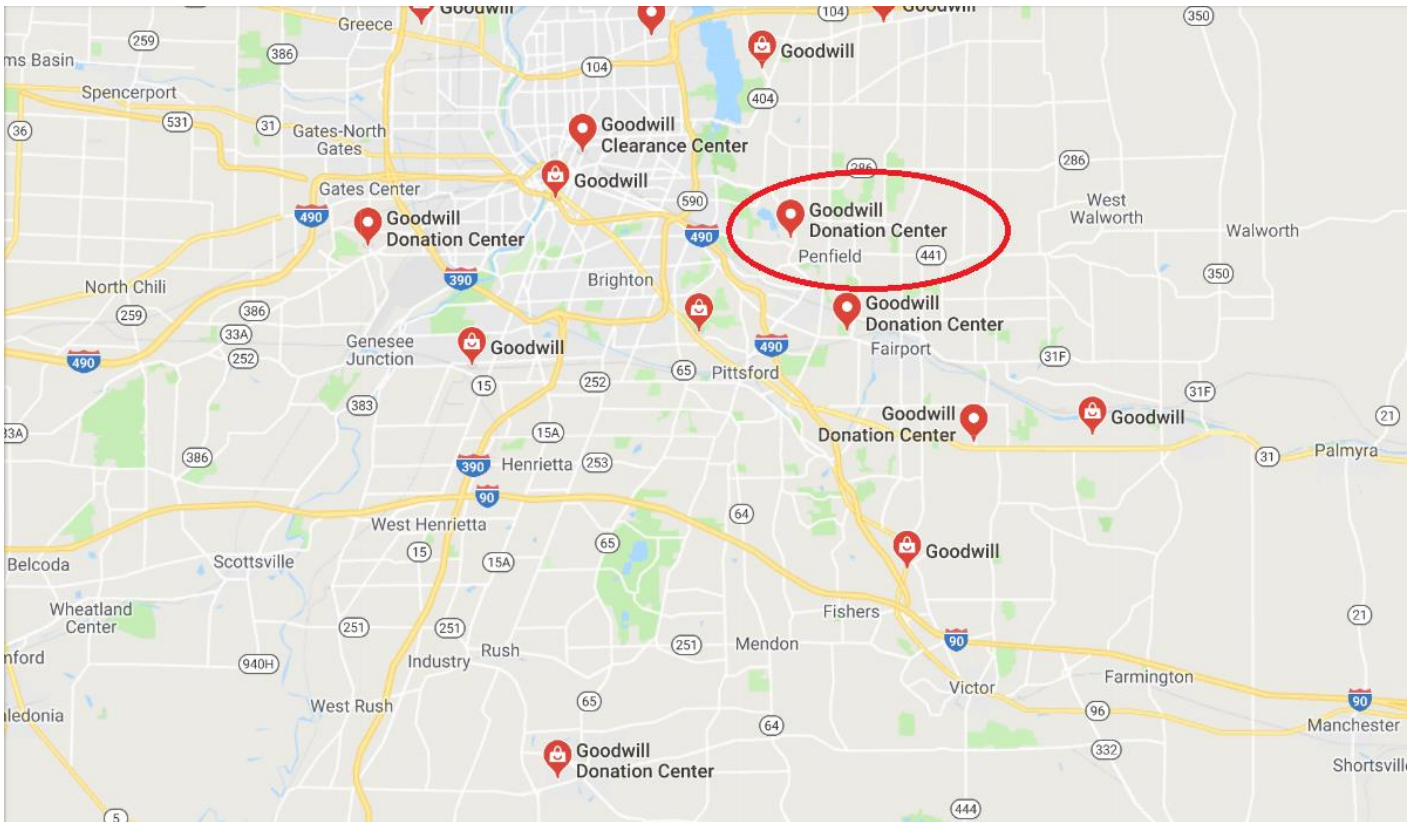 Goodwill
Goodwill
104
350
Greece
259
386
Goodwill
ms Basin
104
Spencerport
404
36
531
31
Gates-North
Gates
Goodwill
Clearance Center
286
286
Gates Center
Goodwill
590
West
Walworth
490
Goodwill
Donation Center
490
Goodwill
Donation Center
Walworth
Penfield
441
350
390
Brighton
North Chili
259
386
Goodwill
Donation Center
33A
Genesee
Junction
Goodwill
490
Fairport
490
252
31F
65
Pittsford
15
252
31F
383
Goodwill
Donation Center
Goodwill
21
33A
15A
Palmyra
386
390
Henrietta
253
31
90
64
West Henrietta
65
Goodwill
15
15A
Belcoda
Scottsville
Wheatland
Center
Fishers
21
251
251
251
Mendon
90
Rush
nford
940H
Industry
Farmington
Victor
West Rush
65
90
aledonia
64
96
Manchester
332
Goodwill
Donation Center
Shortsvill
444
5